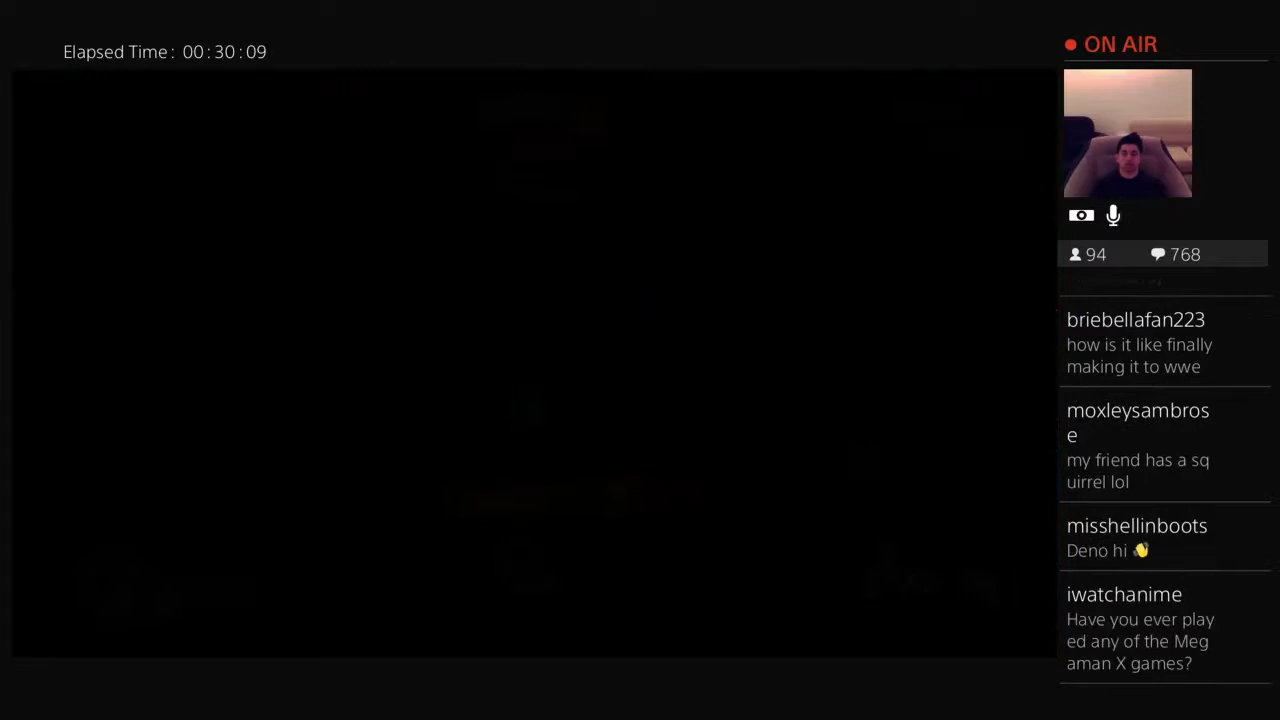 Elapsed Time: 00:30:09
ON AIR
94 768
briebellafan223
how is it like finally
making it to wwe
moxleysambros
e
my friend has a sq
uirrel lol
misshellinboots
Deno hi 👋
iwatchanime
Have you ever play
ed any of the Meg
aman X games?